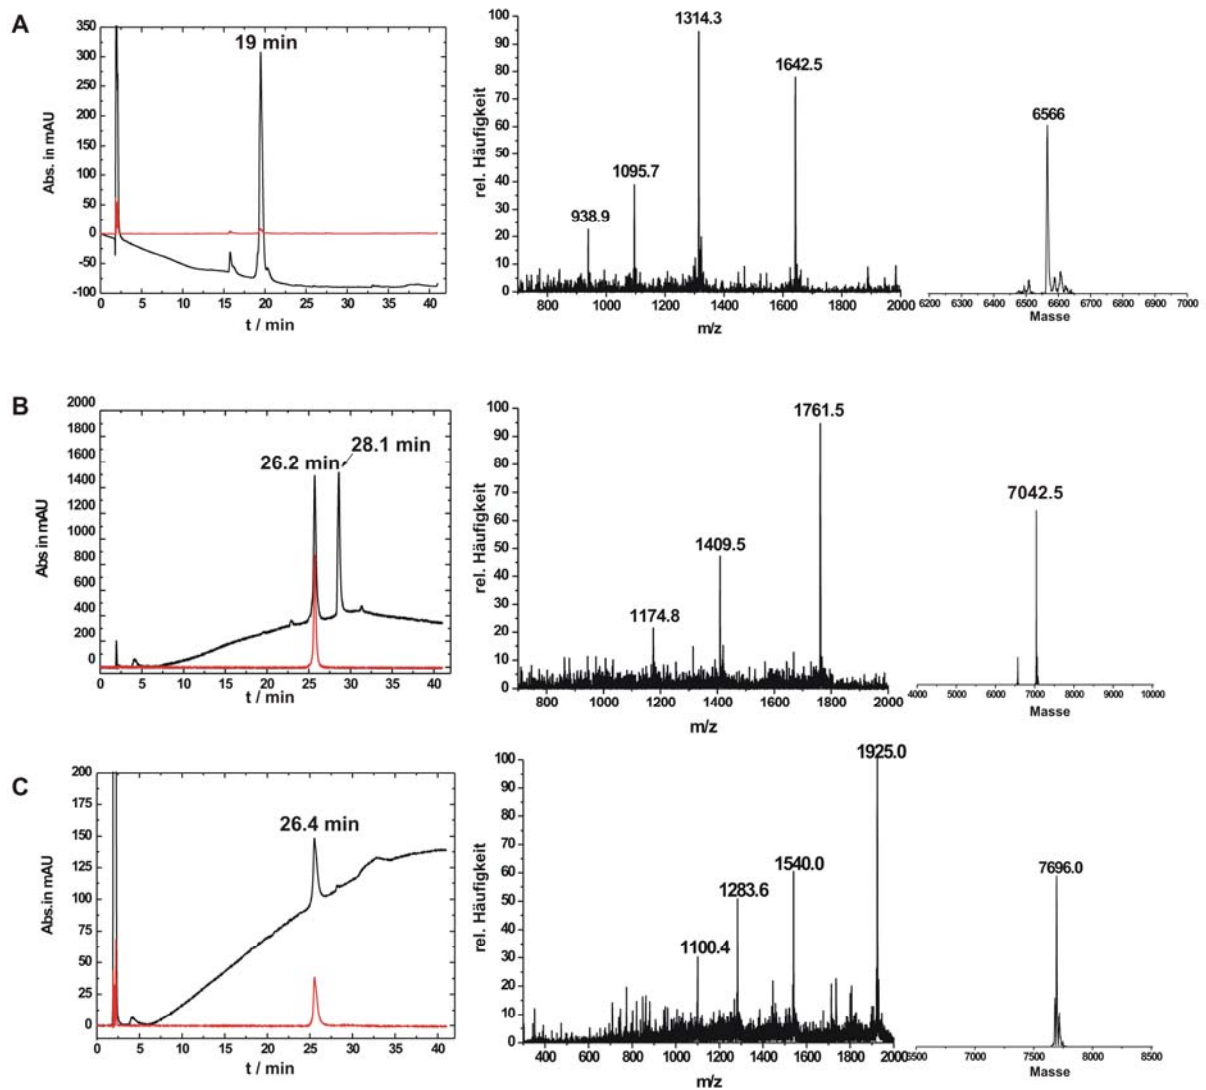 A
Abs. in mAU
350
300
250
200
150
100
50
0
-50
-100
19 min
0 5 10 15 20 25 30 35 40
t / min
rel. Häufigkeit
100
90
80
70
60
50
40
30
20
10
0
938.9
1095.7
1314.3
1642.5
800 1000 1200 1400 1600 1800 2000
m/z
6566
6200 6300 6400 6500 6600 6700 6800 6900 7000
Masse
B
Abs in mAU
2000
1800
1600
1400
1200
1000
800
600
400
200
0
26.2 min
28.1 min
0 5 10 15 20 25 30 35 40
t / min
rel. Häufigkeit
100
90
80
70
60
50
40
30
20
10
0
1174.8
1409.5
1761.5
800 1000 1200 1400 1600 1800 2000
m/z
7042.5
4000 5000 6000 7000 8000 9000 10000
Masse
C
Abs.in mAU
200
175
150
125
100
75
50
25
0
26.4 min
0 5 10 15 20 25 30 35 40
t / min
rel. Häufigkeit
100
90
80
70
60
50
40
30
20
10
0
1100.4
1283.6
1540.0
1925.0
400 600 800 1000 1200 1400 1600 1800 2000
m/z
7696.0
6500 7000 7500 8000 8500
Masse